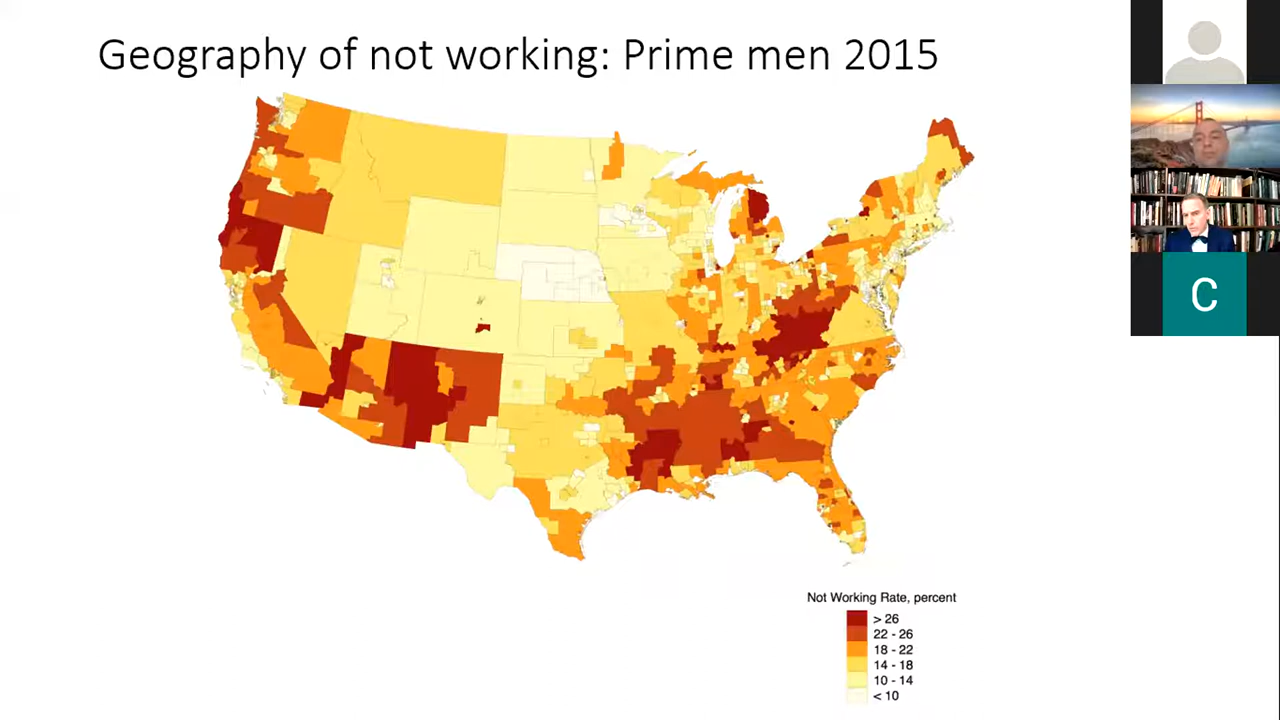 Geography of not working: Prime men 2015
C
Not Working Rate, percent
> 26
22 - 26
18 - 22
14 - 18
10 - 14
< 10